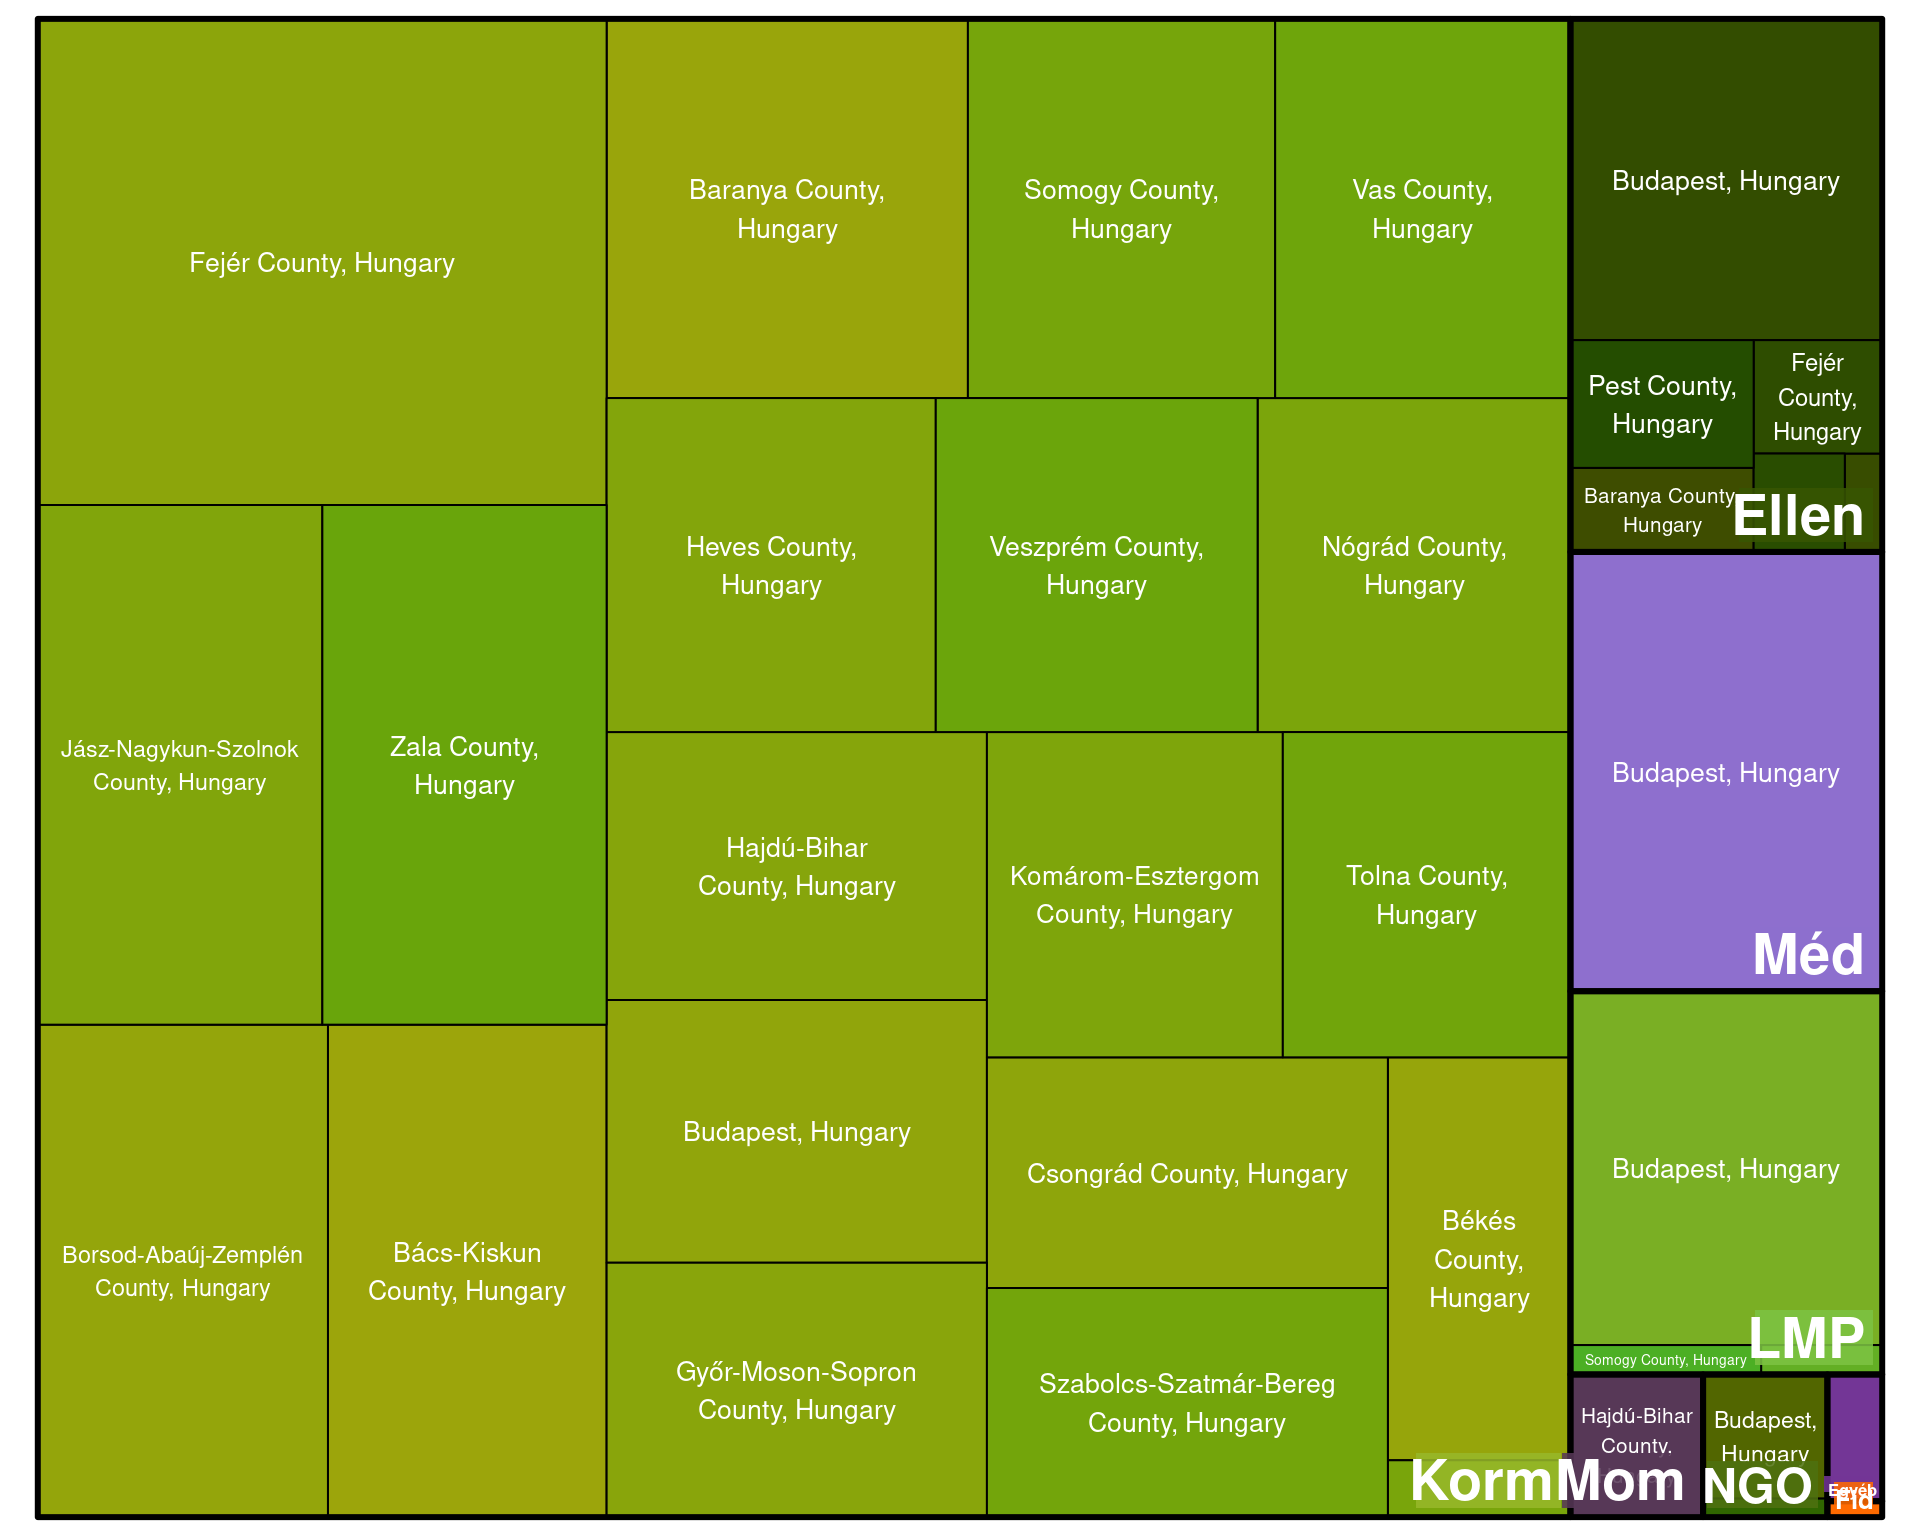 Fejér County, Hungary
Baranya County,
Hungary
Somogy County,
Hungary
Vas County,
Hungary
Budapest, Hungary
Pest County,
Hungary
Fejér
County,
Hungary
Baranya County,
Hungary
Ellen
Jász-Nagykun-Szolnok
County, Hungary
Zala County,
Hungary
Heves County,
Hungary
Veszprém County,
Hungary
Nógrád County,
Hungary
Budapest, Hungary
Méd
Hajdú-Bihar
County, Hungary
Komárom-Esztergom
County, Hungary
Tolna County,
Hungary
Borsod-Abaúj-Zemplén
County, Hungary
Bács-Kiskun
County, Hungary
Budapest, Hungary
Csongrád County, Hungary
Békés
County,
Hungary
Budapest, Hungary
LMP
Somogy County, Hungary
Győr-Moson-Sopron
County, Hungary
Szabolcs-Szatmár-Bereg
County, Hungary
Korm
Hajdú-Bihar
County,
Mom
Budapest,
Hungary
NGO
Egyéb
Fid